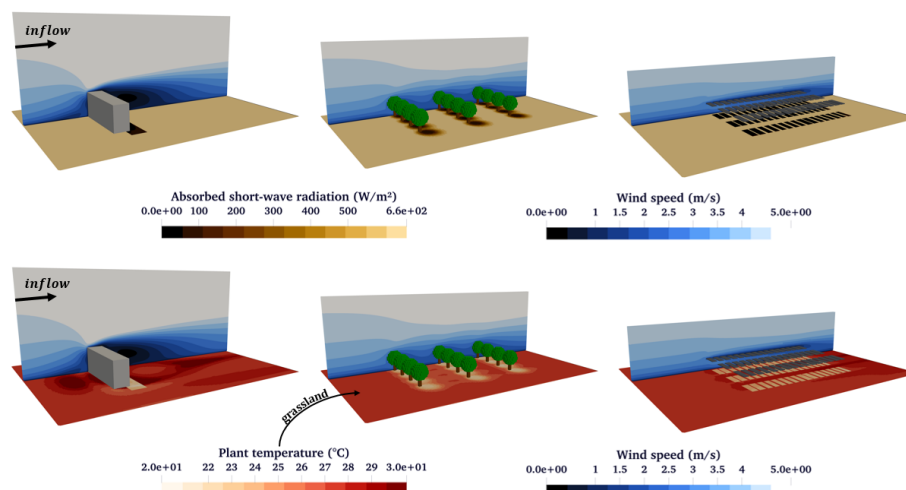 inflow
Absorbed short-wave radiation (W/m²)
0.0e+00 100 200 300 400 500 6.6e+02
Wind speed (m/s)
0.0e+00 1 1.5 2 2.5 3 3.5 4 5.0e+00
inflow
grassland
Plant temperature (°C)
2.0e+01 22 23 24 25 26 27 28 29 3.0e+01
Wind speed (m/s)
0.0e+00 1 1.5 2 2.5 3 3.5 4 5.0e+00